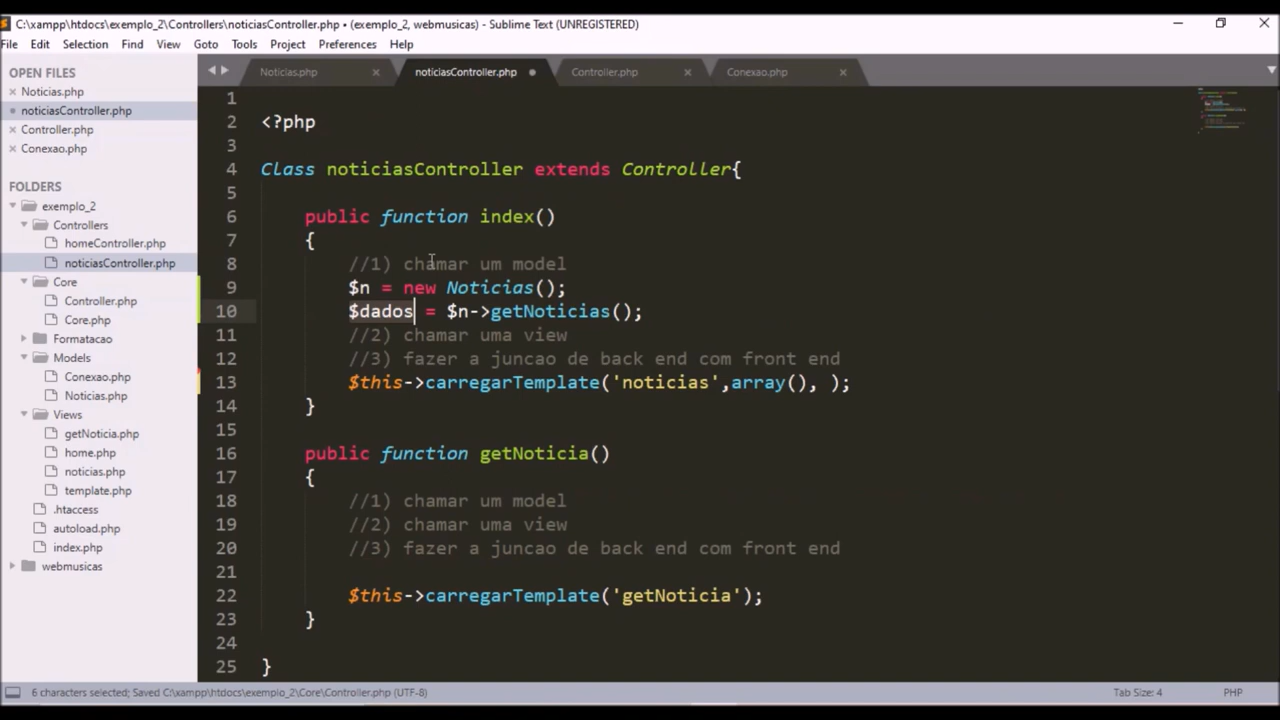 C:\xampp\htdocs\exemplo_2\Controllers\noticiasController.php • (exemplo_2, webmusicas) - Sublime Text (UNREGISTERED)
File Edit Selection Find View Goto Tools Project Preferences Help
OPEN FILES
Noticias.php
noticiasController.php
Controller.php
Conexao.php
FOLDERS
exemplo_2
Controllers
homeController.php
noticiasController.php
Core
Controller.php
Core.php
Formatacao
Models
Conexao.php
Noticias.php
Views
getNoticia.php
home.php
noticias.php
template.php
.htaccess
autoload.php
index.php
webmusicas
Noticias.php noticiasController.php Controller.php Conexao.php
1
2 <?php
3
4 Class noticiasController extends Controller{
5
6 public function index()
7 {
8 //1) chamar um model
9 $n = new Noticias();
10 $dados = $n->getNoticias();
11 //2) chamar uma view
12 //3) fazer a juncao de back end com front end
13 $this->carregarTemplate('noticias',array(), );
14 }
15
16 public function getNoticia()
17 {
18 //1) chamar um model
19 //2) chamar uma view
20 //3) fazer a juncao de back end com front end
21
22 $this->carregarTemplate('getNoticia');
23 }
24
25 }
6 characters selected; Saved C:\xampp\htdocs\exemplo_2\Core\Controller.php (UTF-8) Tab Size: 4 PHP